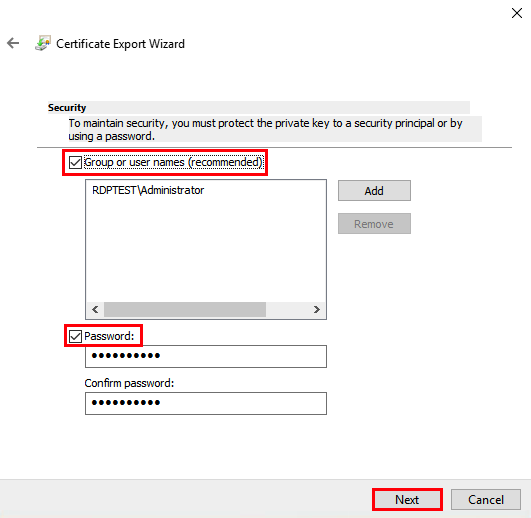 Certificate Export Wizard
Security
To maintain security, you must protect the private key to a security principal or by
using a password.
Group or user names (recommended)
RDPTEST\Administrator
Add
Remove
Password:
●●●●●●●●●●
Confirm password:
●●●●●●●●●●
Next
Cancel